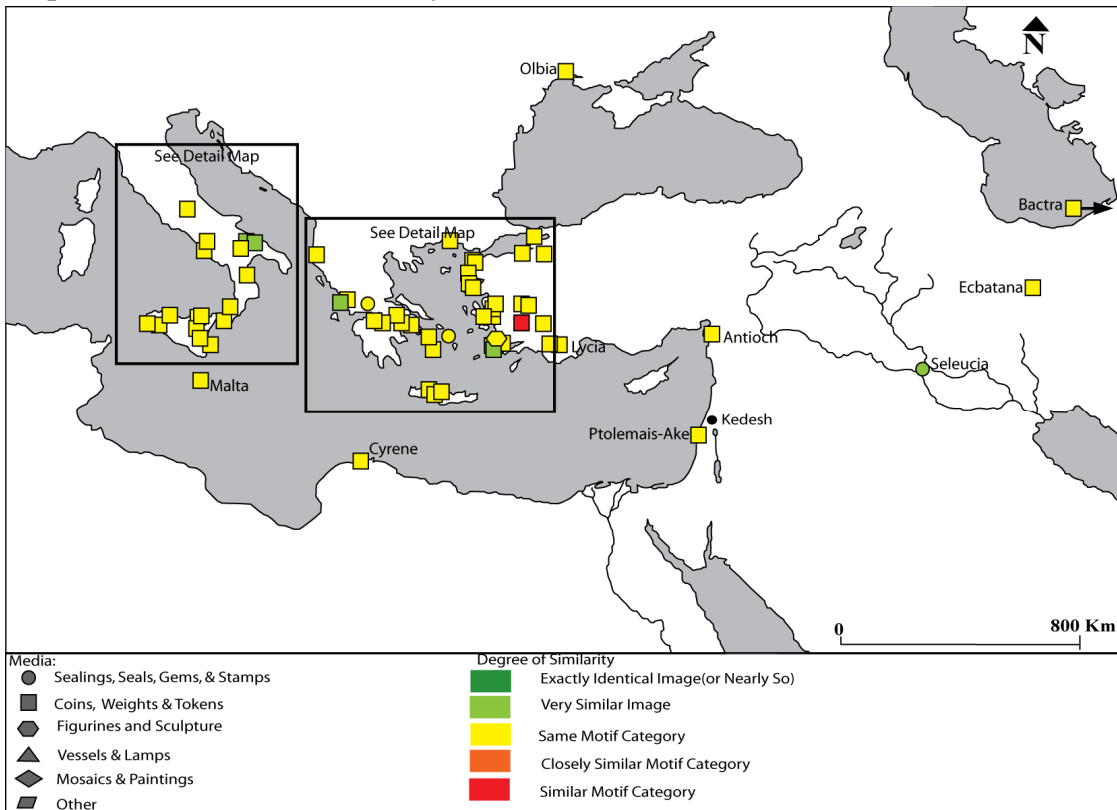 Olbia
N
See Detail Map
See Detail Map
Bactra
Ecbatana
Antioch
Lycia
Seleucia
Malta
Kedesh
Ptolemais-Ake
Cyrene
0 800 Km
Media:
Sealings, Seals, Gems, & Stamps
Coins, Weights & Tokens
Figurines and Sculpture
Vessels & Lamps
Mosaics & Paintings
Other
Degree of Similarity
Exactly Identical Image(or Nearly So)
Very Similar Image
Same Motif Category
Closely Similar Motif Category
Similar Motif Category